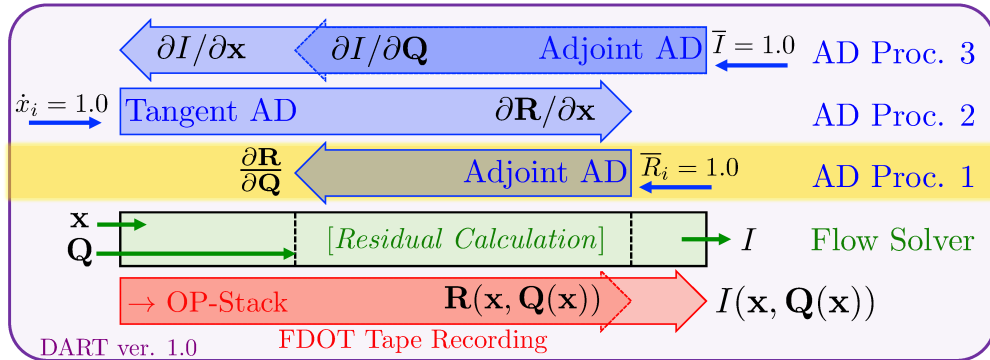 ∂I/∂𝐱 ∂I/∂𝐐 Adjoint AD I̅ = 1.0 AD Proc. 3
ẋᵢ = 1.0 Tangent AD ∂𝐑/∂𝐱 AD Proc. 2
∂𝐑/∂𝐐 Adjoint AD R̅ᵢ = 1.0 AD Proc. 1
𝐱
𝐐 [Residual Calculation] I Flow Solver
→ OP-Stack 𝐑(𝐱, 𝐐(𝐱)) I(𝐱, 𝐐(𝐱))
FDOT Tape Recording
DART ver. 1.0